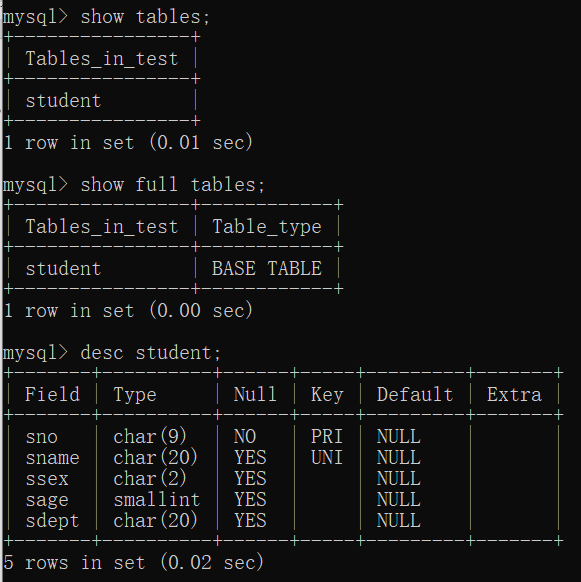 mysql> show tables;
+----------------+
| Tables_in_test |
+----------------+
| student        |
+----------------+
1 row in set (0.01 sec)
mysql> show full tables;
+----------------+------------+
| Tables_in_test | Table_type |
+----------------+------------+
| student        | BASE TABLE |
+----------------+------------+
1 row in set (0.00 sec)
mysql> desc student;
+-------+----------+------+-----+---------+-------+
| Field | Type     | Null | Key | Default | Extra |
+-------+----------+------+-----+---------+-------+
| sno   | char(9)  | NO   | PRI | NULL    |       |
| sname | char(20) | YES  | UNI | NULL    |       |
| ssex  | char(2)  | YES  |     | NULL    |       |
| sage  | smallint | YES  |     | NULL    |       |
| sdept | char(20) | YES  |     | NULL    |       |
+-------+----------+------+-----+---------+-------+
5 rows in set (0.02 sec)